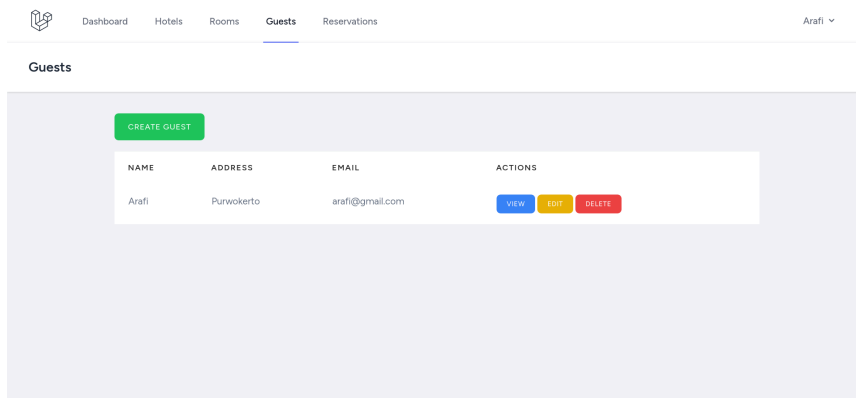 Dashboard Hotels Rooms Guests Reservations Arafi
Guests
CREATE GUEST
NAME ADDRESS EMAIL ACTIONS
Arafi Purwokerto arafi@gmail.com VIEW EDIT DELETE